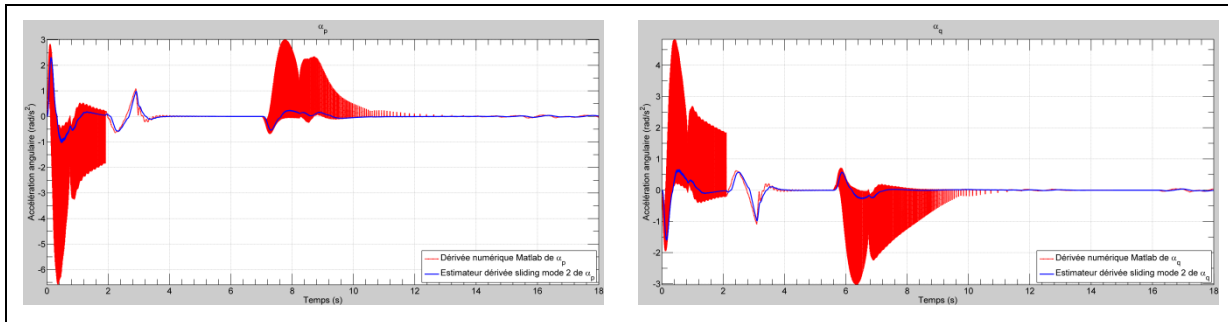 α_p
3
2
1
0
-1
-2
-3
-4
-5
-6
Accélération angulaire (rad/s²)
0 2 4 6 8 10 12 14 16 18
Temps (s)
Dérivée numérique Matlab de α_p
Estimateur dérivée sliding mode 2 de α_p
α_q
4
3
2
1
0
-1
-2
-3
Accélération angulaire (rad/s²)
0 2 4 6 8 10 12 14 16 18
Temps (s)
Dérivée numérique Matlab de α_q
Estimateur dérivée sliding mode 2 de α_q